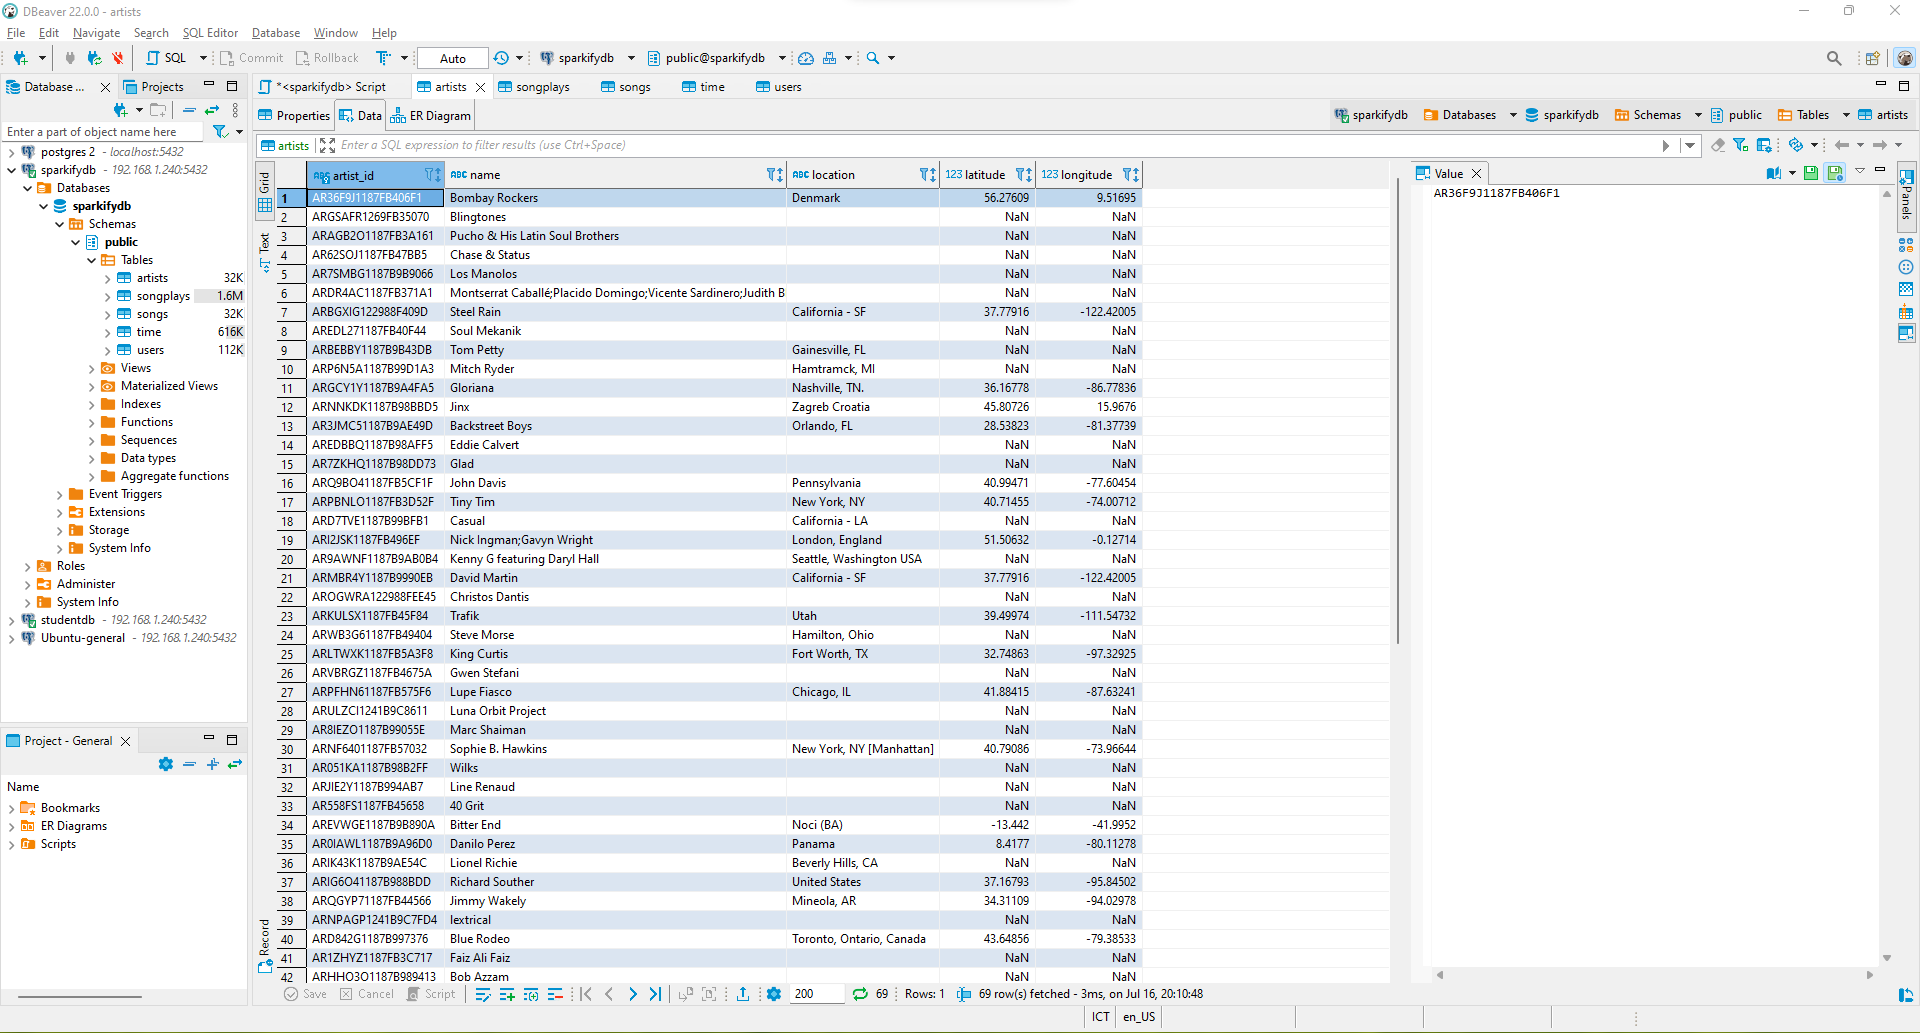 DBeaver 22.0.0 - artists
File Edit Navigate Search SQL Editor Database Window Help
SQL Commit Rollback Auto sparkifydb public@sparkifydb
Database ... Projects
Enter a part of object name here
postgres 2 - localhost:5432
sparkifydb - 192.168.1.240:5432
Databases
sparkifydb
Schemas
public
Tables
artists 32K
songplays 1.6M
songs 32K
time 616K
users 112K
Views
Materialized Views
Indexes
Functions
Sequences
Data types
Aggregate functions
Event Triggers
Extensions
Storage
System Info
Roles
Administer
System Info
studentdb - 192.168.1.240:5432
Ubuntu-general - 192.168.1.240:5432
Project - General
Name
Bookmarks
ER Diagrams
Scripts
*<sparkifydb> Script artists songplays songs time users
Properties Data ER Diagram sparkifydb Databases sparkifydb Schemas public Tables artists
artists Enter a SQL expression to filter results (use Ctrl+Space)
Grid
Text
Record
ABC artist_id ABC name ABC location 123 latitude 123 longitude
1 AR36F9J1187FB406F1 Bombay Rockers Denmark 56.27609 9.51695
2 ARGSAFR1269FB35070 Blingtones NaN NaN
3 ARAGB2O1187FB3A161 Pucho & His Latin Soul Brothers NaN NaN
4 AR62SOJ1187FB47BB5 Chase & Status NaN NaN
5 AR7SMBG1187B9B9066 Los Manolos NaN NaN
6 ARDR4AC1187FB371A1 Montserrat Caballé;Placido Domingo;Vicente Sardinero;Judith B NaN NaN
7 ARBGXIG122988F409D Steel Rain California - SF 37.77916 -122.42005
8 AREDL271187FB40F44 Soul Mekanik NaN NaN
9 ARBEBBY1187B9B43DB Tom Petty Gainesville, FL NaN NaN
10 ARP6N5A1187B99D1A3 Mitch Ryder Hamtramck, MI NaN NaN
11 ARGCY1Y1187B9A4FA5 Gloriana Nashville, TN. 36.16778 -86.77836
12 ARNNKDK1187B98BBD5 Jinx Zagreb Croatia 45.80726 15.9676
13 AR3JMC51187B9AE49D Backstreet Boys Orlando, FL 28.53823 -81.37739
14 AREDBBQ1187B98AFF5 Eddie Calvert NaN NaN
15 AR7ZKHQ1187B98DD73 Glad NaN NaN
16 ARQ9BO41187FB5CF1F John Davis Pennsylvania 40.99471 -77.60454
17 ARPBNLO1187FB3D52F Tiny Tim New York, NY 40.71455 -74.00712
18 ARD7TVE1187B99BFB1 Casual California - LA NaN NaN
19 ARI2JSK1187FB496EF Nick Ingman;Gavyn Wright London, England 51.50632 -0.12714
20 AR9AWNF1187B9AB0B4 Kenny G featuring Daryl Hall Seattle, Washington USA NaN NaN
21 ARMBR4Y1187B9990EB David Martin California - SF 37.77916 -122.42005
22 AROGWRA122988FEE45 Christos Dantis NaN NaN
23 ARKULSX1187FB45F84 Trafik Utah 39.49974 -111.54732
24 ARWB3G61187FB49404 Steve Morse Hamilton, Ohio NaN NaN
25 ARLTWXK1187FB5A3F8 King Curtis Fort Worth, TX 32.74863 -97.32925
26 ARVBRGZ1187FB4675A Gwen Stefani NaN NaN
27 ARPFHN61187FB575F6 Lupe Fiasco Chicago, IL 41.88415 -87.63241
28 ARULZCI1241B9C8611 Luna Orbit Project NaN NaN
29 AR8IEZO1187B99055E Marc Shaiman NaN NaN
30 ARNF6401187FB57032 Sophie B. Hawkins New York, NY [Manhattan] 40.79086 -73.96644
31 AR051KA1187B98B2FF Wilks NaN NaN
32 ARJIE2Y1187B994AB7 Line Renaud NaN NaN
33 AR558FS1187FB45658 40 Grit NaN NaN
34 AREVWGE1187B9B890A Bitter End Noci (BA) -13.442 -41.9952
35 AR0IAWL1187B9A96D0 Danilo Perez Panama 8.4177 -80.11278
36 ARIK43K1187B9AE54C Lionel Richie Beverly Hills, CA NaN NaN
37 ARIG6O41187B988BDD Richard Souther United States 37.16793 -95.84502
38 ARQGYP71187FB44566 Jimmy Wakely Mineola, AR 34.31109 -94.02978
39 ARNPAGP1241B9C7FD4 lextrical NaN NaN
40 ARD842G1187B997376 Blue Rodeo Toronto, Ontario, Canada 43.64856 -79.38533
41 AR1ZHYZ1187FB3C717 Faiz Ali Faiz NaN NaN
42 ARHHO3O1187B989413 Bob Azzam NaN NaN
Save Cancel Script 200 69 Rows: 1 69 row(s) fetched - 3ms, on Jul 16, 20:10:48
Value
AR36F9J1187FB406F1
Panels
ICT en_US